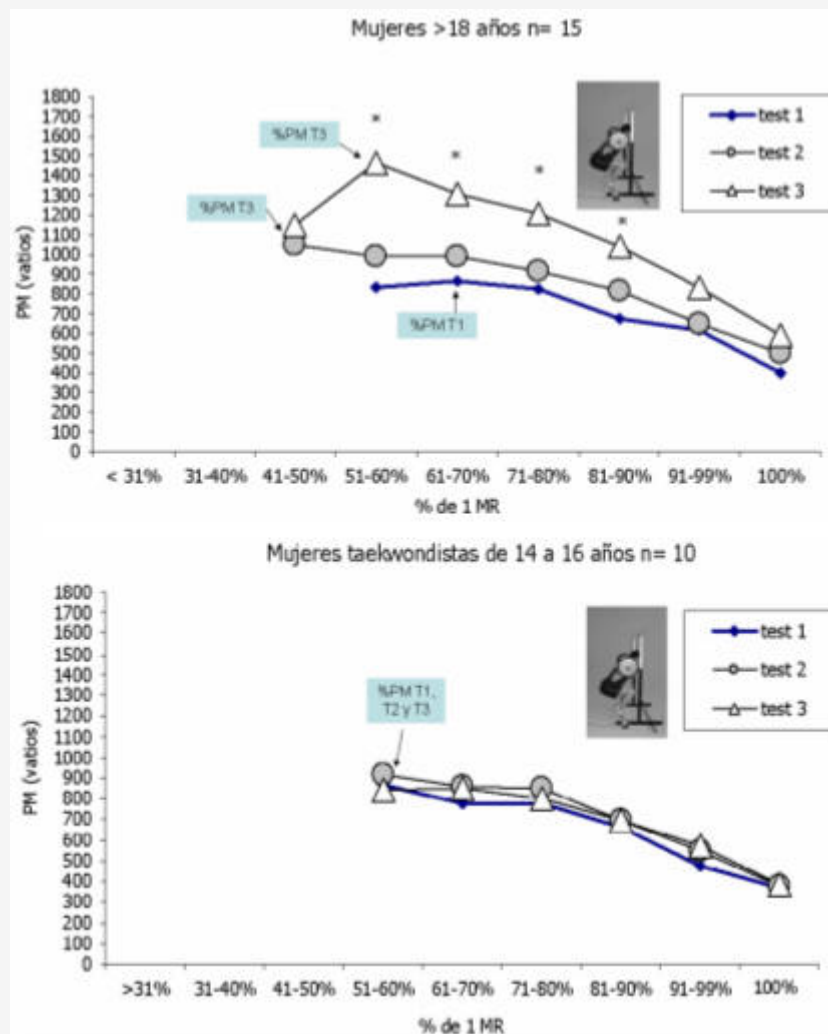 Mujeres >18 años n= 15
1800
1700
1600
1500
1400
1300
1200
1100
1000
900
800
700
600
500
400
300
200
100
0
PM (vatios)
%PM T3
%PM T3
%PM T1
*
*
*
*
test 1
test 2
test 3
< 31% 31-40% 41-50% 51-60% 61-70% 71-80% 81-90% 91-99% 100%
% de 1 MR
Mujeres taekwondistas de 14 a 16 años n= 10
1800
1700
1600
1500
1400
1300
1200
1100
1000
900
800
700
600
500
400
300
200
100
0
PM (vatios)
%PM T1,
T2 y T3
test 1
test 2
test 3
>31% 31-40% 41-50% 51-60% 61-70% 71-80% 81-90% 91-99% 100%
% de 1 MR